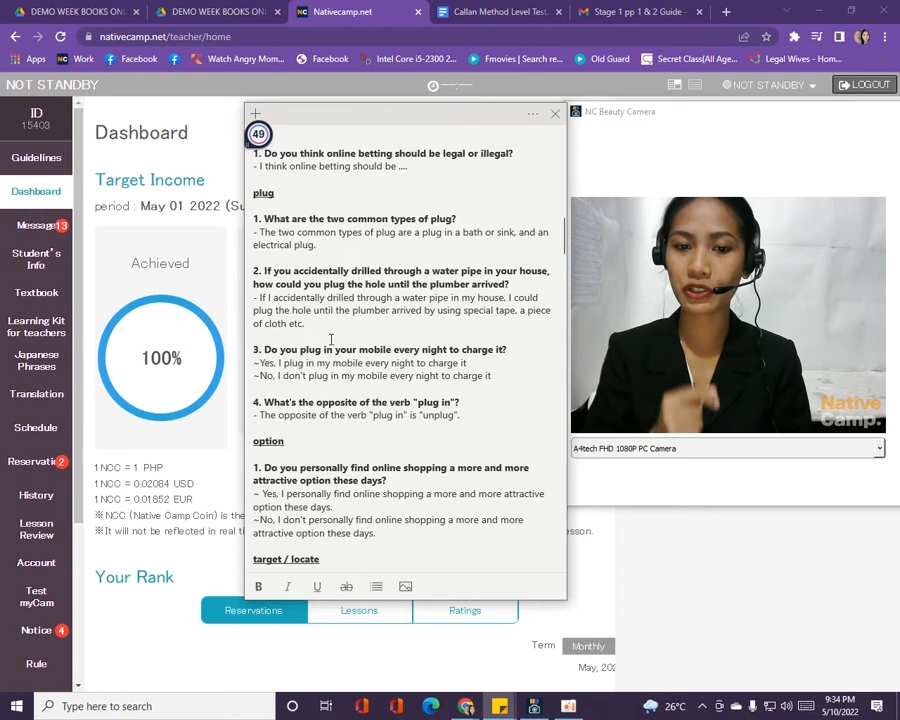 DEMO WEEK BOOKS ONL
DEMO WEEK BOOKS ONL
Nativecamp.net
Callan Method Level Test.
Stage 1 pp 1 & 2 Guide -
nativecamp.net/teacher/home
Apps
Work
Facebook
Watch Angry Mom...
Facebook
Intel Core i5-2300 2...
Fmovies | Search re...
Old Guard
Secret Class(All Age...
Legal Wives - Hom...
NOT STANDBY
NOT STANDBY
LOGOUT
ID
15403
Guidelines
Dashboard
Message
13
Student's
Info
Textbook
Learning Kit
for teachers
Japanese
Phrases
Translation
Schedule
Reservatio
2
History
Lesson
Review
Account
Test
myCam
Notice
4
Rule
Dashboard
Target Income
period : May 01 2022 (Su
Achieved
100%
1 NCC = 1 PHP
1 NCC = 0.02084 USD
1 NCC = 0.01852 EUR
※NCC (Native Camp Coin) is the
※It will not be reflected in real tim
esson.
Your Rank
Reservations
Lessons
Ratings
Term
Monthly
May, 202
49
1. Do you think online betting should be legal or illegal?
- I think online betting should be ....
plug
1. What are the two common types of plug?
- The two common types of plug are a plug in a bath or sink, and an
electrical plug.
2. If you accidentally drilled through a water pipe in your house,
how could you plug the hole until the plumber arrived?
- If I accidentally drilled through a water pipe in my house, I could
plug the hole until the plumber arrived by using special tape, a piece
of cloth etc.
3. Do you plug in your mobile every night to charge it?
~Yes, I plug in my mobile every night to charge it
~No, I don't plug in my mobile every night to charge it
4. What's the opposite of the verb "plug in"?
- The opposite of the verb "plug in" is "unplug".
option
1. Do you personally find online shopping a more and more
attractive option these days?
~ Yes, I personally find online shopping a more and more attractive
option these days.
~No, I don't personally find online shopping a more and more
attractive option these days.
target / locate
B I U ab
NC Beauty Camera
Native
Camp.
A4tech FHD 1080P PC Camera
Type here to search
26°C
9:34 PM
5/10/2022